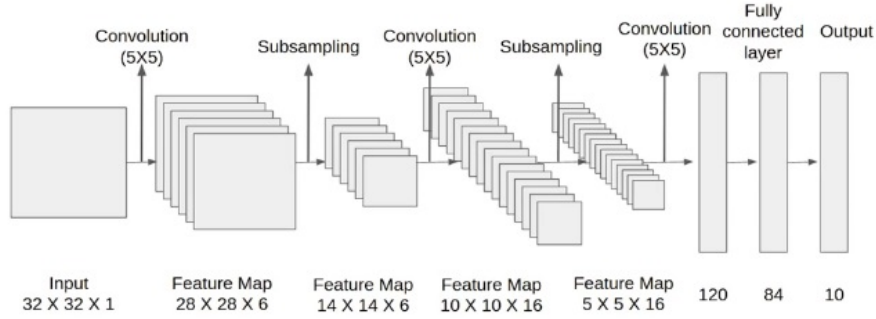 Convolution
(5X5)
Subsampling
Convolution
(5X5)
Subsampling
Convolution
(5X5)
Fully
connected
layer
Output
Input
32 X 32 X 1
Feature Map
28 X 28 X 6
Feature Map
14 X 14 X 6
Feature Map
10 X 10 X 16
Feature Map
5 X 5 X 16
120
84
10